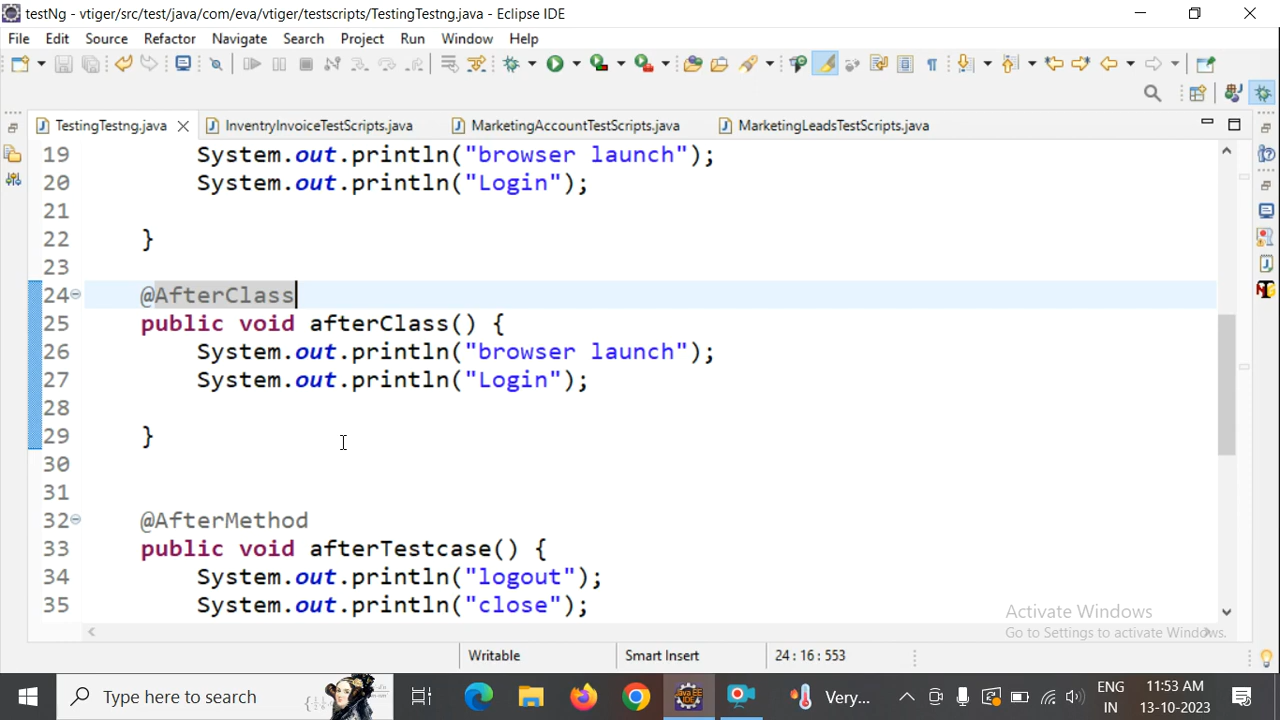 testNg - vtiger/src/test/java/com/eva/vtiger/testscripts/TestingTestng.java - Eclipse IDE
File Edit Source Refactor Navigate Search Project Run Window Help
TestingTestng.java InventryInvoiceTestScripts.java MarketingAccountTestScripts.java MarketingLeadsTestScripts.java
19 System.out.println("browser launch");
20 System.out.println("Login");
21
22 }
23
24 @AfterClass
25 public void afterClass() {
26 System.out.println("browser launch");
27 System.out.println("Login");
28
29 }
30
31
32 @AfterMethod
33 public void afterTestcase() {
34 System.out.println("logout");
35 System.out.println("close");
Activate Windows
Go to Settings to activate Windows.
Writable Smart Insert 24 : 16 : 553
Type here to search Very... ENG 11:53 AM
IN 13-10-2023